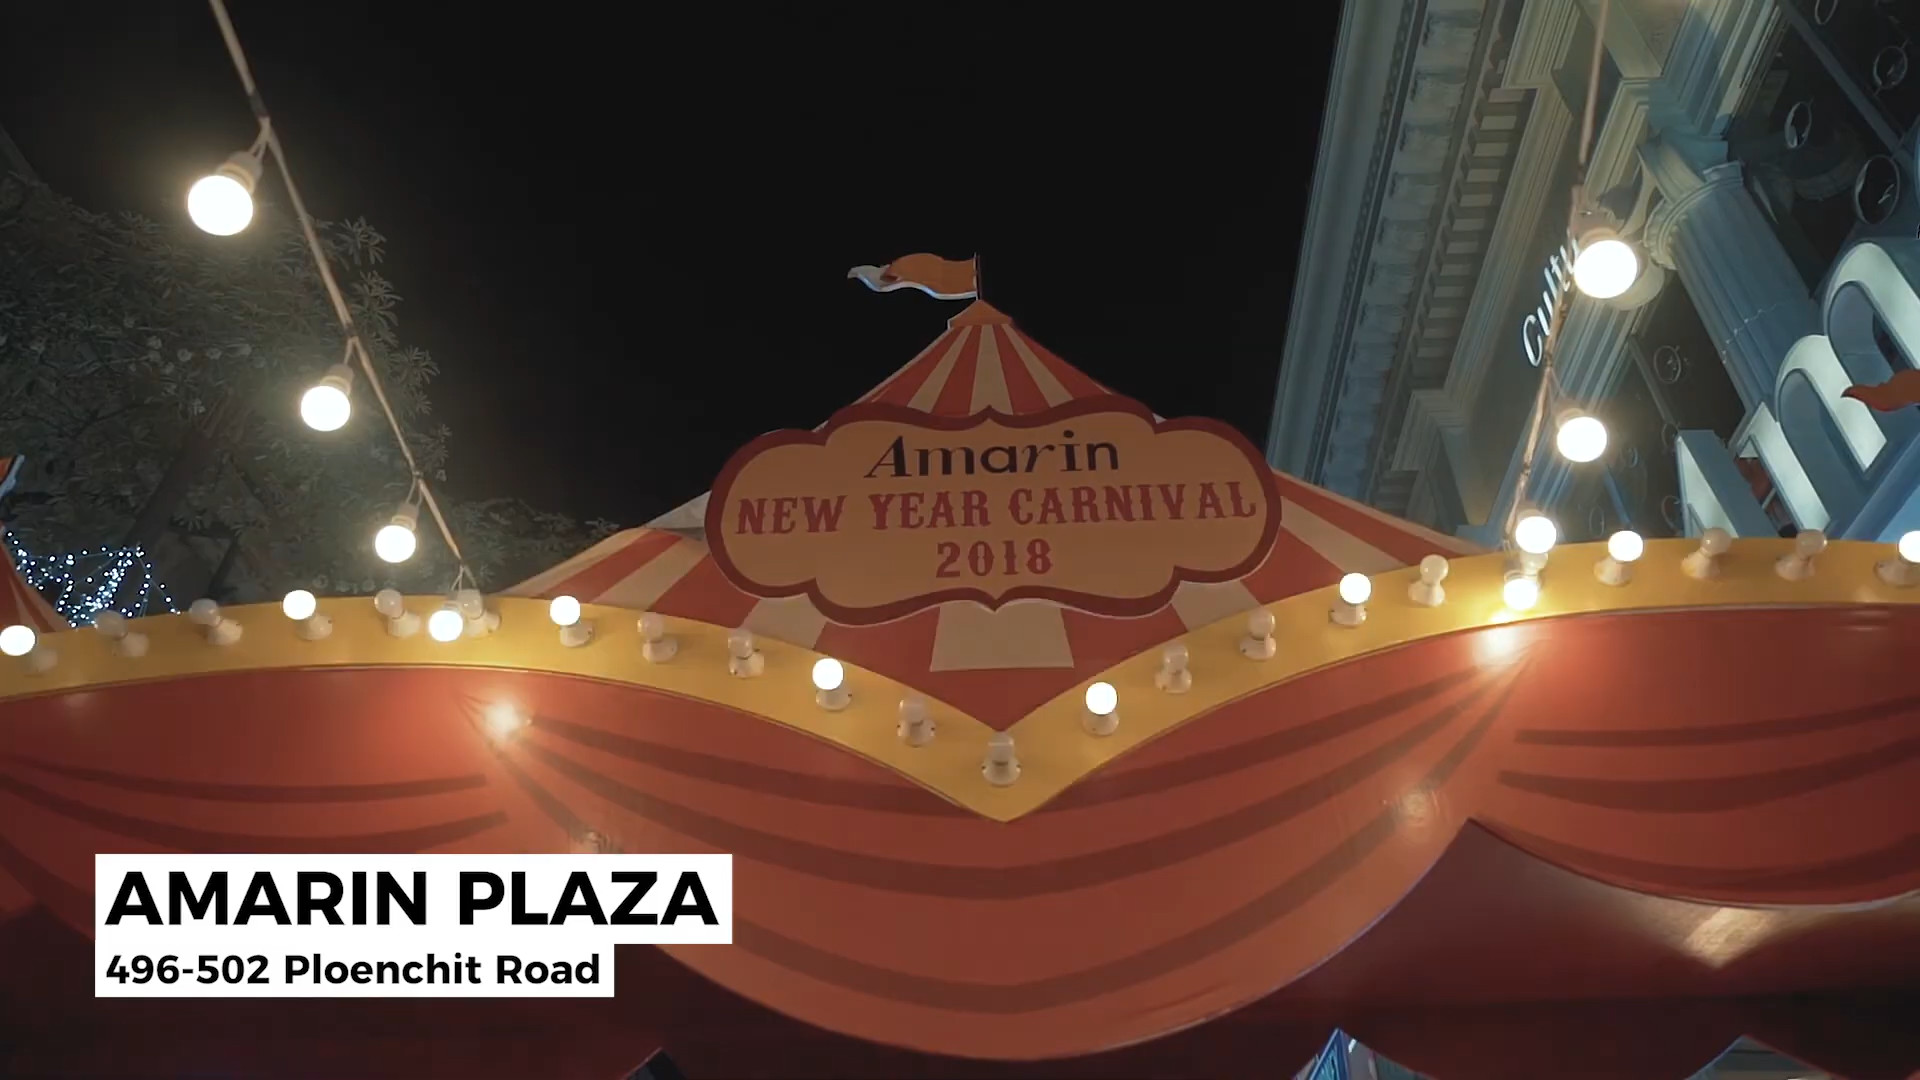 Amarin
NEW YEAR CARNIVAL
2018
AMARIN PLAZA
496-502 Ploenchit Road